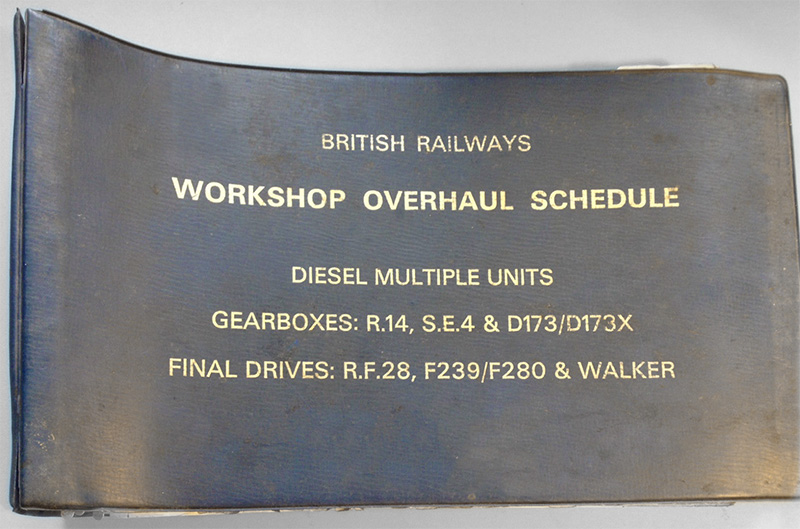 BRITISH RAILWAYS
WORKSHOP OVERHAUL SCHEDULE
DIESEL MULTIPLE UNITS
GEARBOXES: R.14, S.E.4 & D173/D173X
FINAL DRIVES: R.F.28, F239/F280 & WALKER